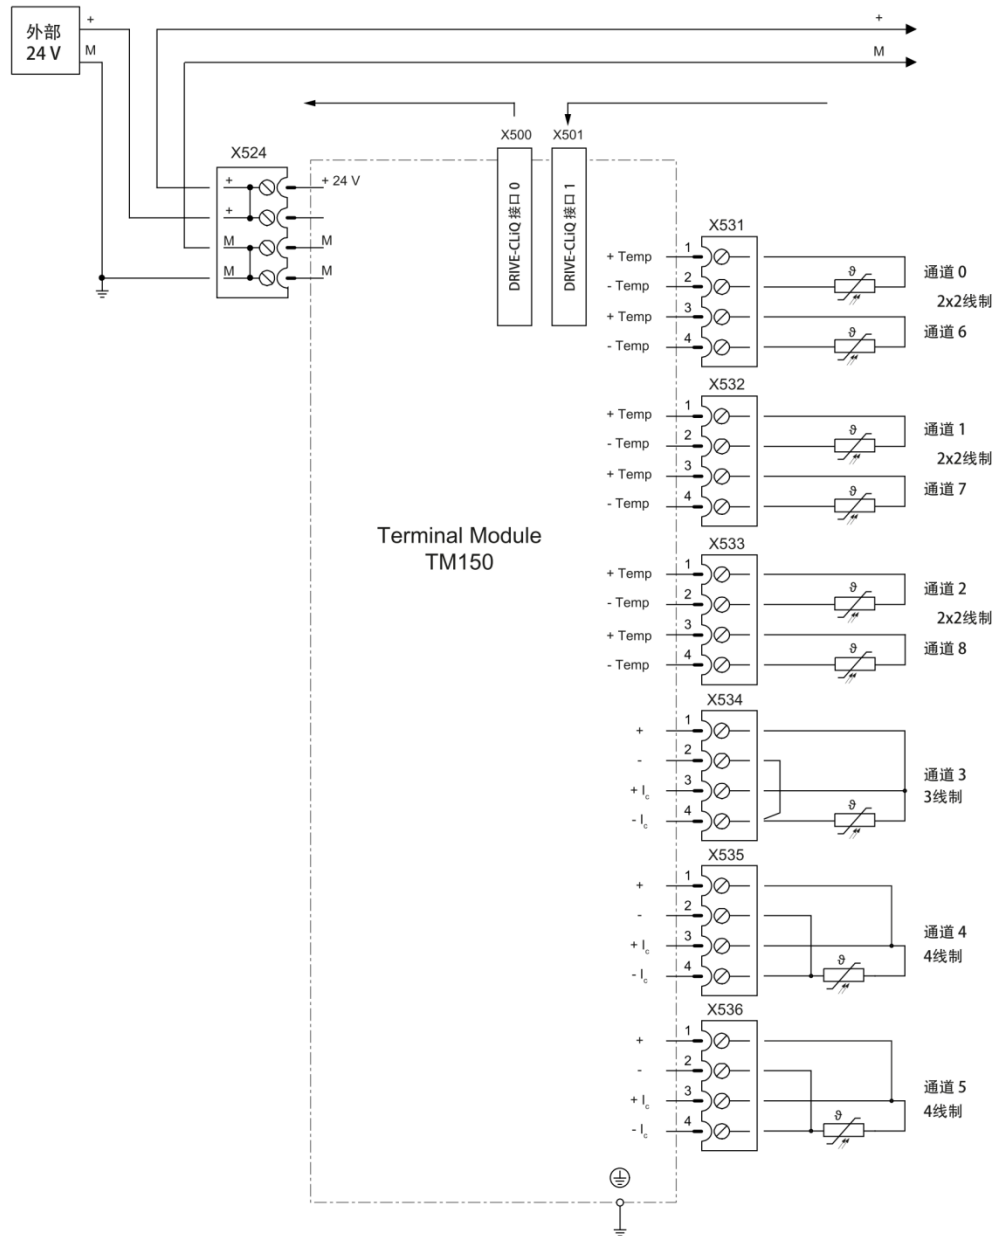 外部
24 V
+
M
+
M
X524
+
+
M
M
+ 24 V
M
M
X500
X501
DRIVE-CLiQ 接口 0
DRIVE-CLiQ 接口 1
Terminal Module
TM150
X531
+ Temp 1
- Temp 2
+ Temp 3
- Temp 4
ϑ
ϑ
通道 0
2x2线制
通道 6
X532
+ Temp 1
- Temp 2
+ Temp 3
- Temp 4
ϑ
ϑ
通道 1
2x2线制
通道 7
X533
+ Temp 1
- Temp 2
+ Temp 3
- Temp 4
ϑ
ϑ
通道 2
2x2线制
通道 8
X534
+ 1
- 2
+ Ic 3
- Ic 4
ϑ
通道 3
3线制
X535
+ 1
- 2
+ Ic 3
- Ic 4
ϑ
通道 4
4线制
X536
+ 1
- 2
+ Ic 3
- Ic 4
ϑ
通道 5
4线制